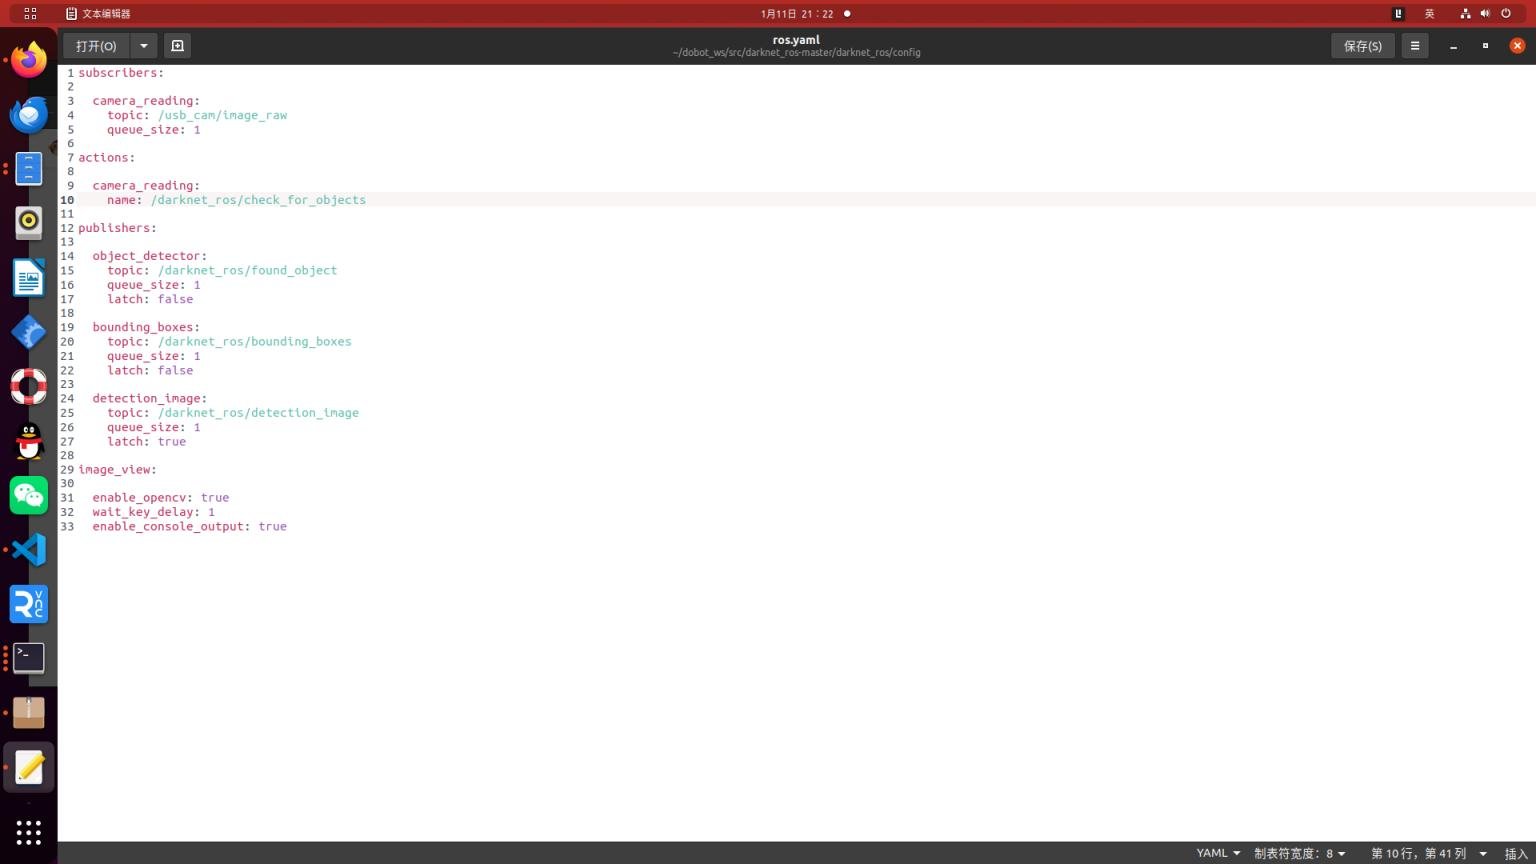 文本编辑器
1月11日 21：22
英
打开(O)
ros.yaml
~/dobot_ws/src/darknet_ros-master/darknet_ros/config
保存(S)
1 subscribers:
2
3   camera_reading:
4     topic: /usb_cam/image_raw
5     queue_size: 1
6
7 actions:
8
9   camera_reading:
10     name: /darknet_ros/check_for_objects
11
12 publishers:
13
14   object_detector:
15     topic: /darknet_ros/found_object
16     queue_size: 1
17     latch: false
18
19   bounding_boxes:
20     topic: /darknet_ros/bounding_boxes
21     queue_size: 1
22     latch: false
23
24   detection_image:
25     topic: /darknet_ros/detection_image
26     queue_size: 1
27     latch: true
28
29 image_view:
30
31   enable_opencv: true
32   wait_key_delay: 1
33   enable_console_output: true
YAML 制表符宽度：8 第 10 行，第 41 列 插入